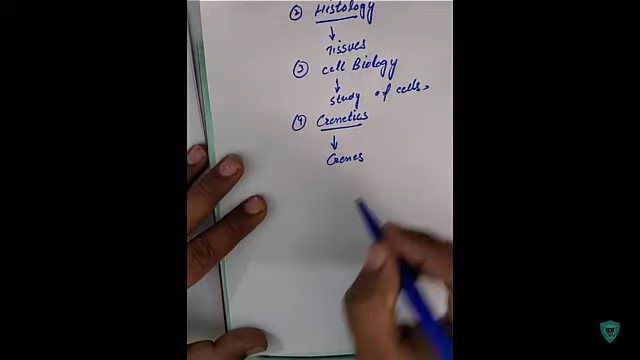 ② Histology
↓
Tissues
③ cell Biology
↓
study of cells.
④ Genetics
↓
Genes